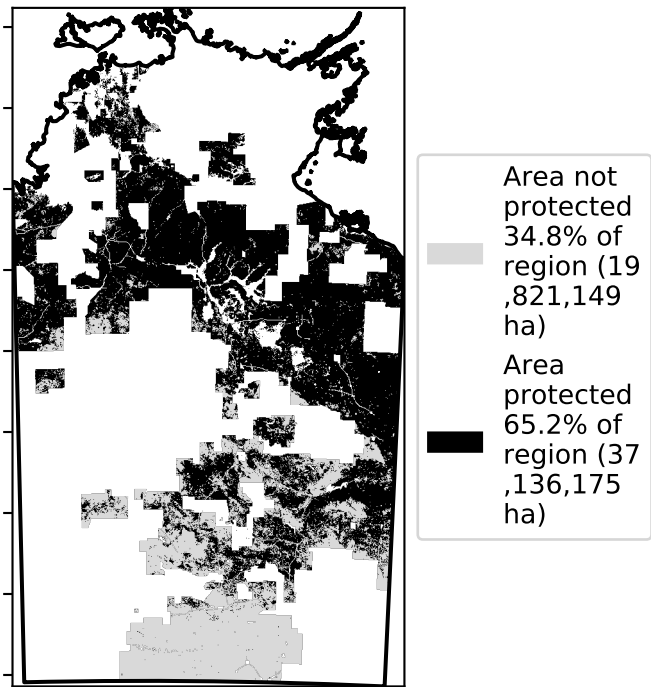 Area not
protected
34.8% of
region (19
,821,149
ha)
Area
protected
65.2% of
region (37
,136,175
ha)